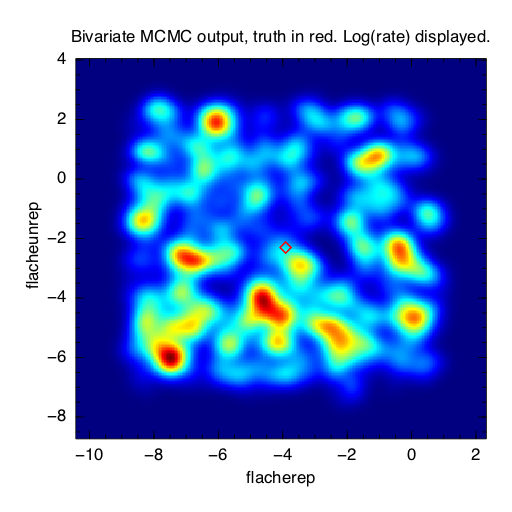 Bivariate MCMC output, truth in red. Log(rate) displayed.
4
2
0
−2
−4
−6
−8
flacheunrep
−10 −8 −6 −4 −2 0 2
flacherep